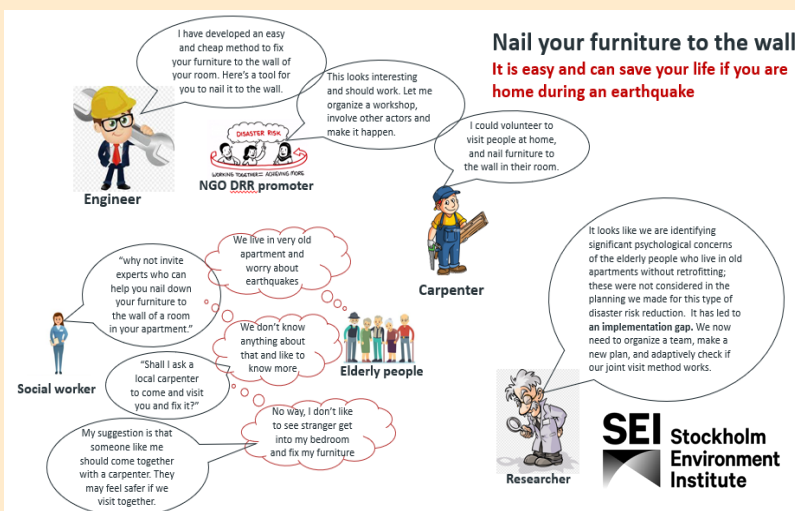 Nail your furniture to the wall
It is easy and can save your life if you are
home during an earthquake
I have developed an easy
and cheap method to fix
your furniture to the wall of
your room. Here's a tool for
you to nail it to the wall.
Engineer
This looks interesting
and should work. Let me
organize a workshop,
involve other actors and
make it happen.
DISASTER RISK
WORKING TOGETHER= ACHIEVING MORE
NGO DRR promoter
I could volunteer to
visit people at home,
and nail furniture to
the wall in their room.
Carpenter
We live in very old
apartment and
worry about
earthquakes
"why not invite
experts who can
help you nail down
your furniture to
the wall of a room
in your apartment."
We don't know
anything about
that and like to
know more
Elderly people
Social worker
"Shall I ask a
local carpenter
to come and visit
you and fix it?"
No way, I don't like
to see stranger get
into my bedroom
and fix my furniture
My suggestion is that
someone like me
should come together
with a carpenter. They
may feel safer if we
visit together.
It looks like we are identifying
significant psychological concerns
of the elderly people who live in old
apartments without retrofitting;
these were not considered in the
planning we made for this type of
disaster risk reduction. It has led to
an implementation gap. We now
need to organize a team, make a
new plan, and adaptively check if
our joint visit method works.
Researcher
SEI Stockholm
Environment
Institute